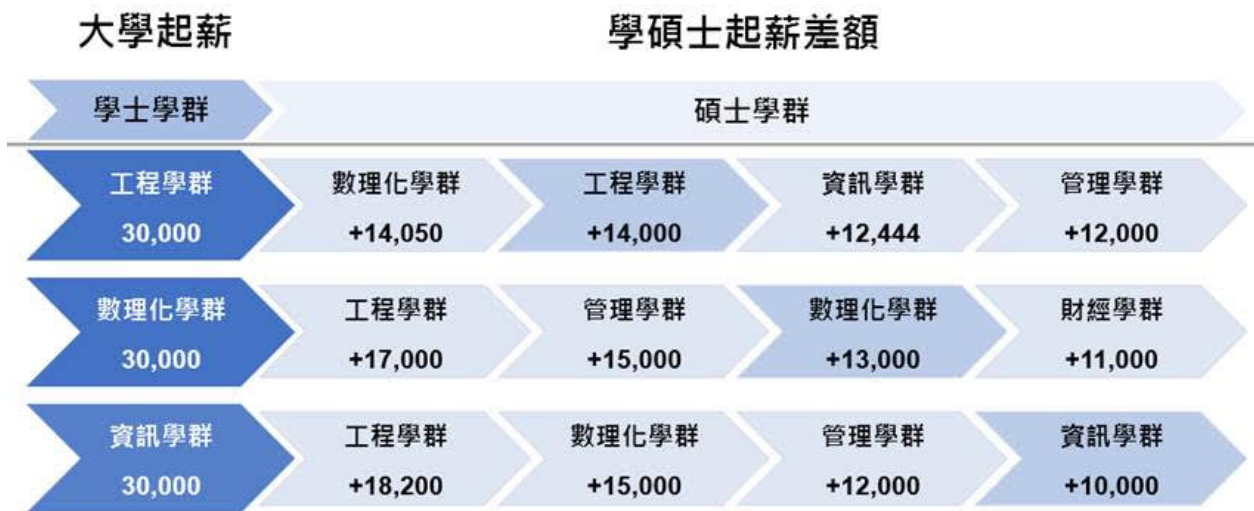 大學起薪 學碩士起薪差額
學士學群 碩士學群
工程學群 數理化學群 工程學群 資訊學群 管理學群
30,000 +14,050 +14,000 +12,444 +12,000
數理化學群 工程學群 管理學群 數理化學群 財經學群
30,000 +17,000 +15,000 +13,000 +11,000
資訊學群 工程學群 數理化學群 管理學群 資訊學群
30,000 +18,200 +15,000 +12,000 +10,000